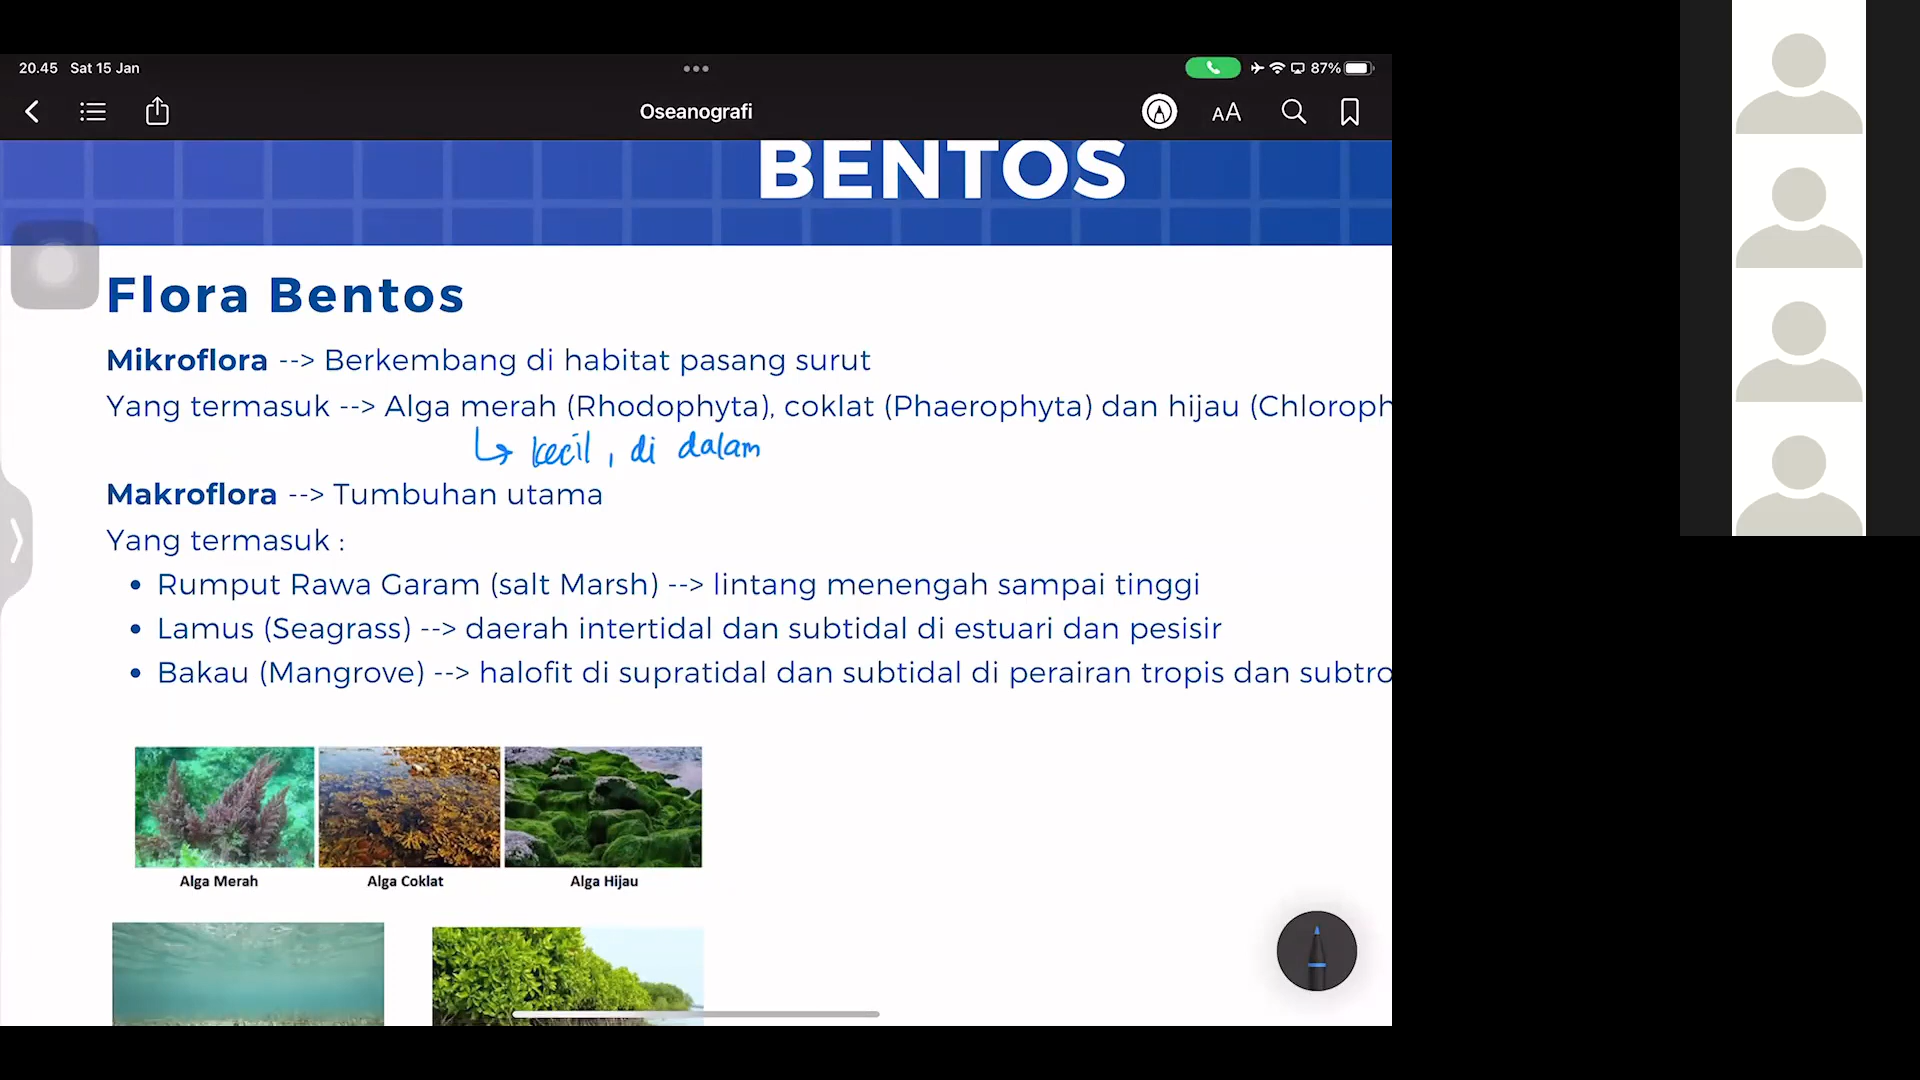 20.45 Sat 15 Jan
87%
Oseanografi
AA
BENTOS
Flora Bentos
Mikroflora --> Berkembang di habitat pasang surut
Yang termasuk --> Alga merah (Rhodophyta), coklat (Phaerophyta) dan hijau (Chloroph
kecil, di dalam
Makroflora --> Tumbuhan utama
Yang termasuk :
• Rumput Rawa Garam (salt Marsh) --> lintang menengah sampai tinggi
• Lamus (Seagrass) --> daerah intertidal dan subtidal di estuari dan pesisir
• Bakau (Mangrove) --> halofit di supratidal dan subtidal di perairan tropis dan subtro
Alga Merah
Alga Coklat
Alga Hijau